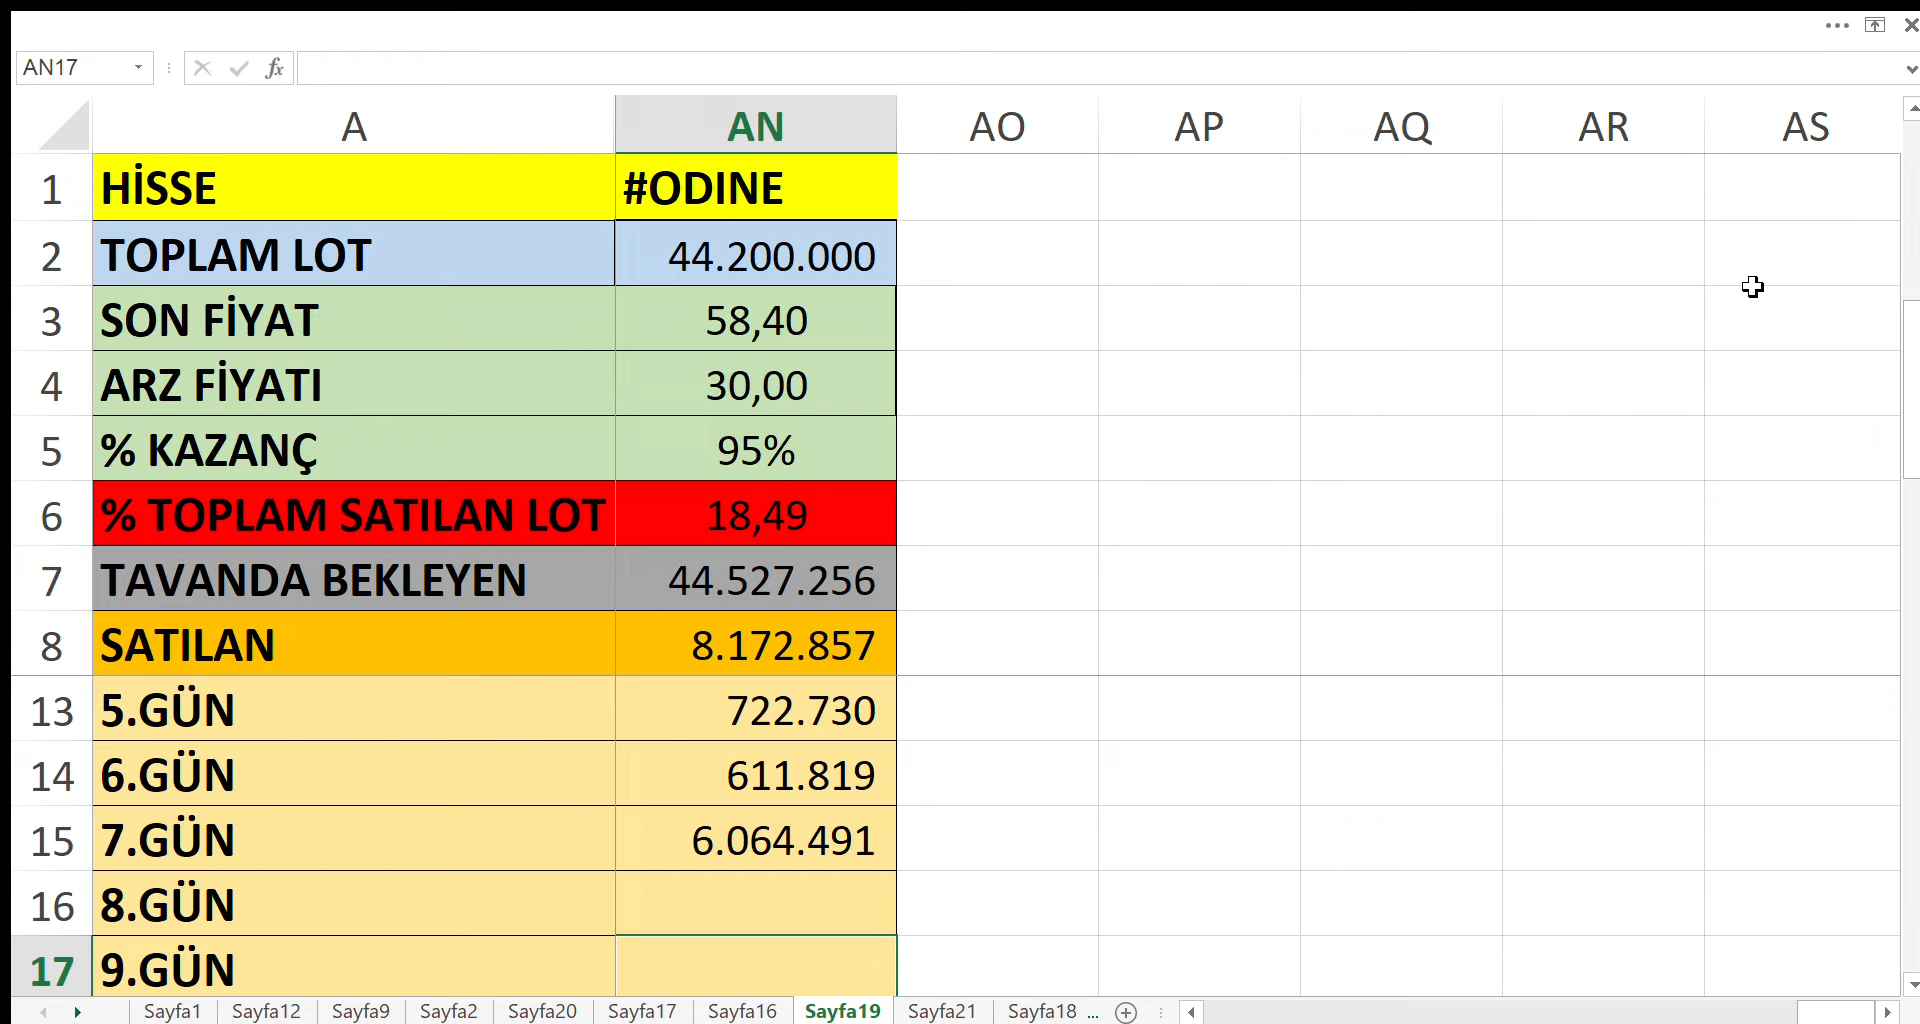 AN17 fx
A AN AO AP AQ AR AS
1 HİSSE #ODINE
2 TOPLAM LOT 44.200.000
3 SON FİYAT 58,40
4 ARZ FİYATI 30,00
5 % KAZANÇ 95%
6 % TOPLAM SATILAN LOT 18,49
7 TAVANDA BEKLEYEN 44.527.256
8 SATILAN 8.172.857
13 5.GÜN 722.730
14 6.GÜN 611.819
15 7.GÜN 6.064.491
16 8.GÜN
17 9.GÜN
Sayfa1 Sayfa12 Sayfa9 Sayfa2 Sayfa20 Sayfa17 Sayfa16 Sayfa19 Sayfa21 Sayfa18 ...